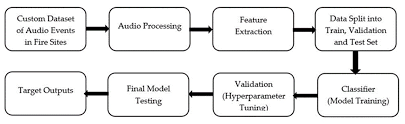 Custom Dataset
of Audio Events
in Fire Sites
Audio Processing
Feature
Extraction
Data Split into
Train, Validation
and Test Set
Classifier
(Model Training)
Validation
(Hyperparameter
Tuning)
Final Model
Testing
Target Outputs